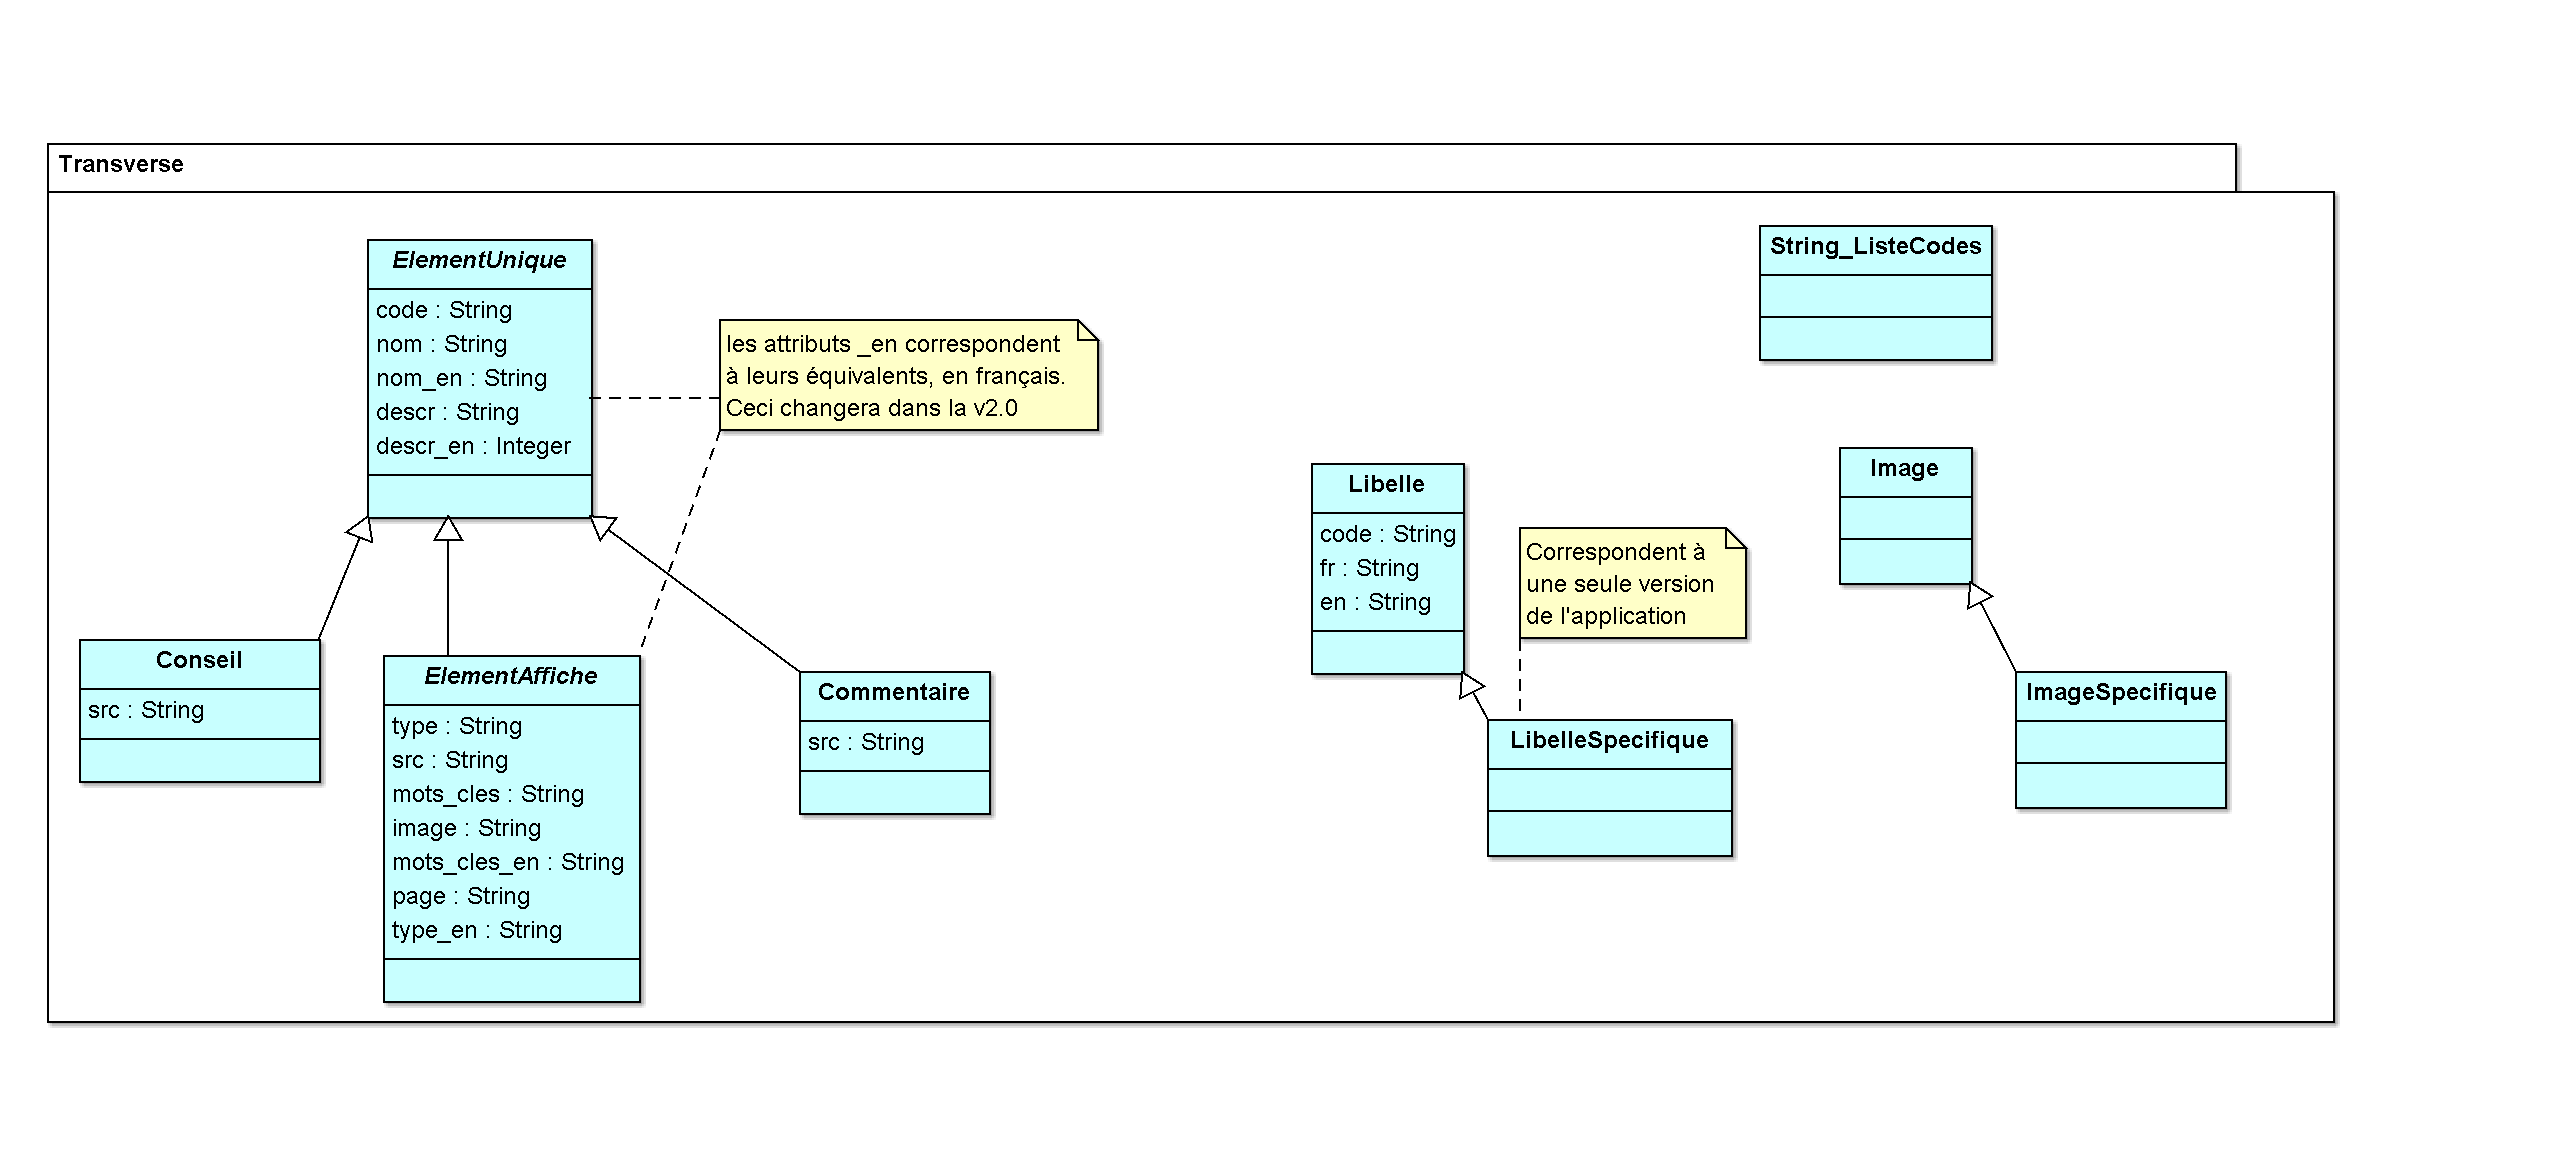 Transverse
ElementUnique
code : String
nom : String
nom_en : String
descr : String
descr_en : Integer
les attributs _en correspondent
à leurs équivalents, en français.
Ceci changera dans la v2.0
Conseil
src : String
ElementAffiche
type : String
src : String
mots_cles : String
image : String
mots_cles_en : String
page : String
type_en : String
Commentaire
src : String
Libelle
code : String
fr : String
en : String
Correspondent à
une seule version
de l'application
LibelleSpecifique
String_ListeCodes
Image
ImageSpecifique